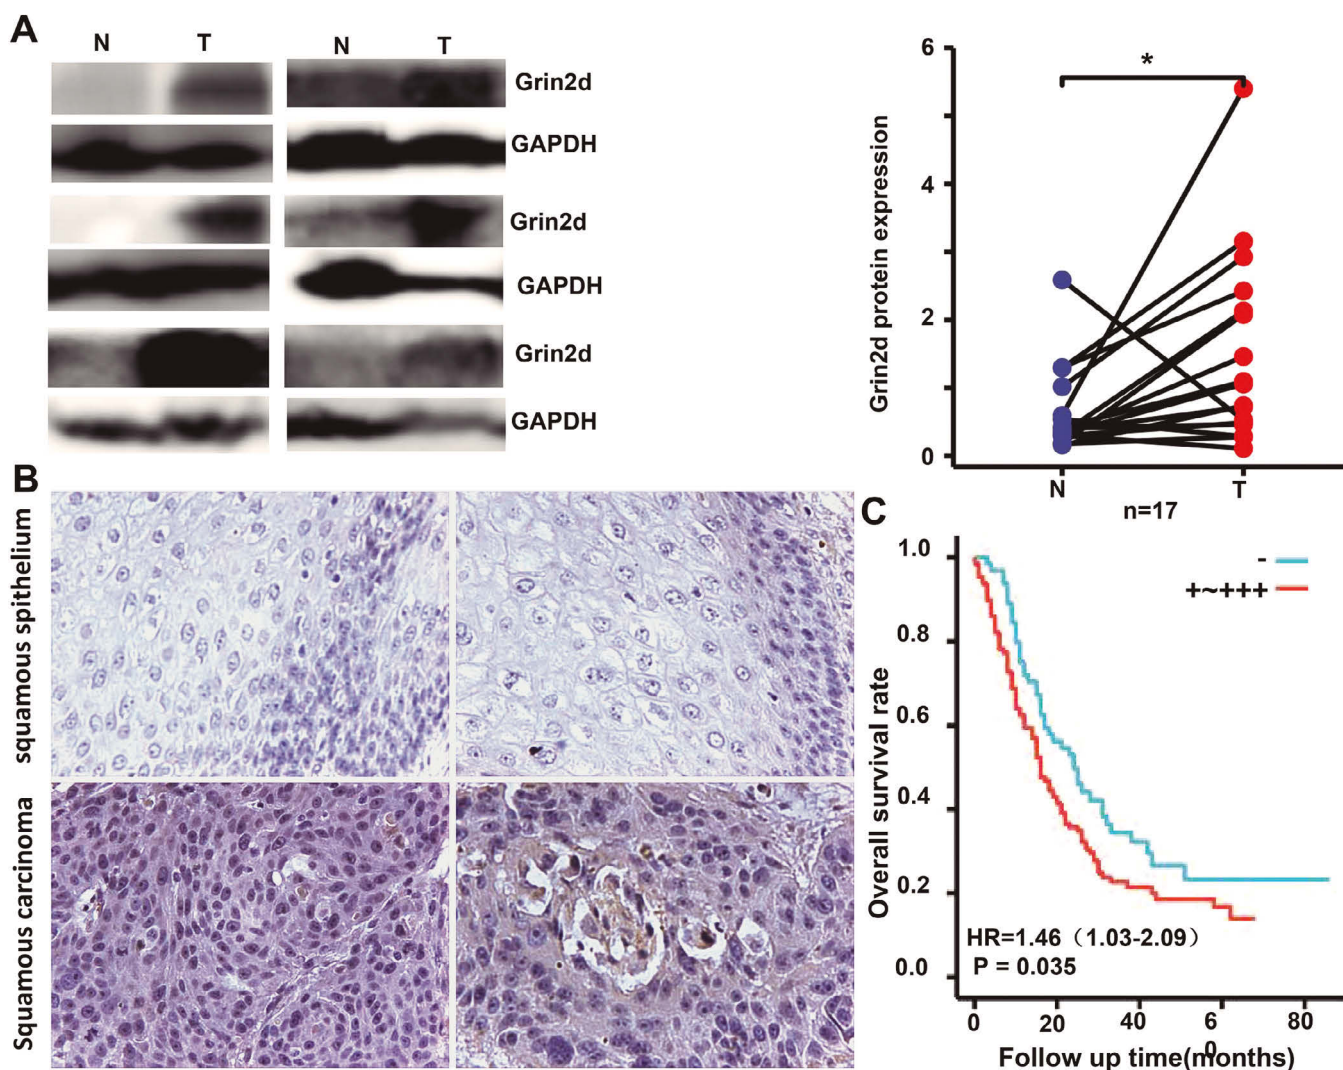 A
N T N T
Grin2d
GAPDH
Grin2d
GAPDH
Grin2d
GAPDH
Grin2d protein expression
6
4
2
0
*
N T
n=17
B
squamous spithelium
Squamous carcinoma
C
Overall survival rate
1.0
0.8
0.6
0.4
0.2
0.0
-
+~+++
HR=1.46（1.03-2.09）
P = 0.035
0 20 40 60 80
Follow up time(months)